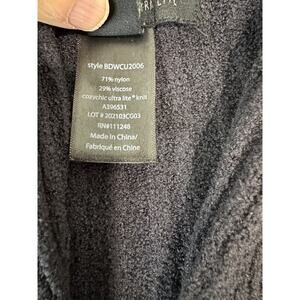 style BDWCU2006
71% nylon
29% viscose
cozychic ultra lite® knit
A396531
LOT # 202103CG03
RN#111248
Made in China/
Fabriqué en Chine